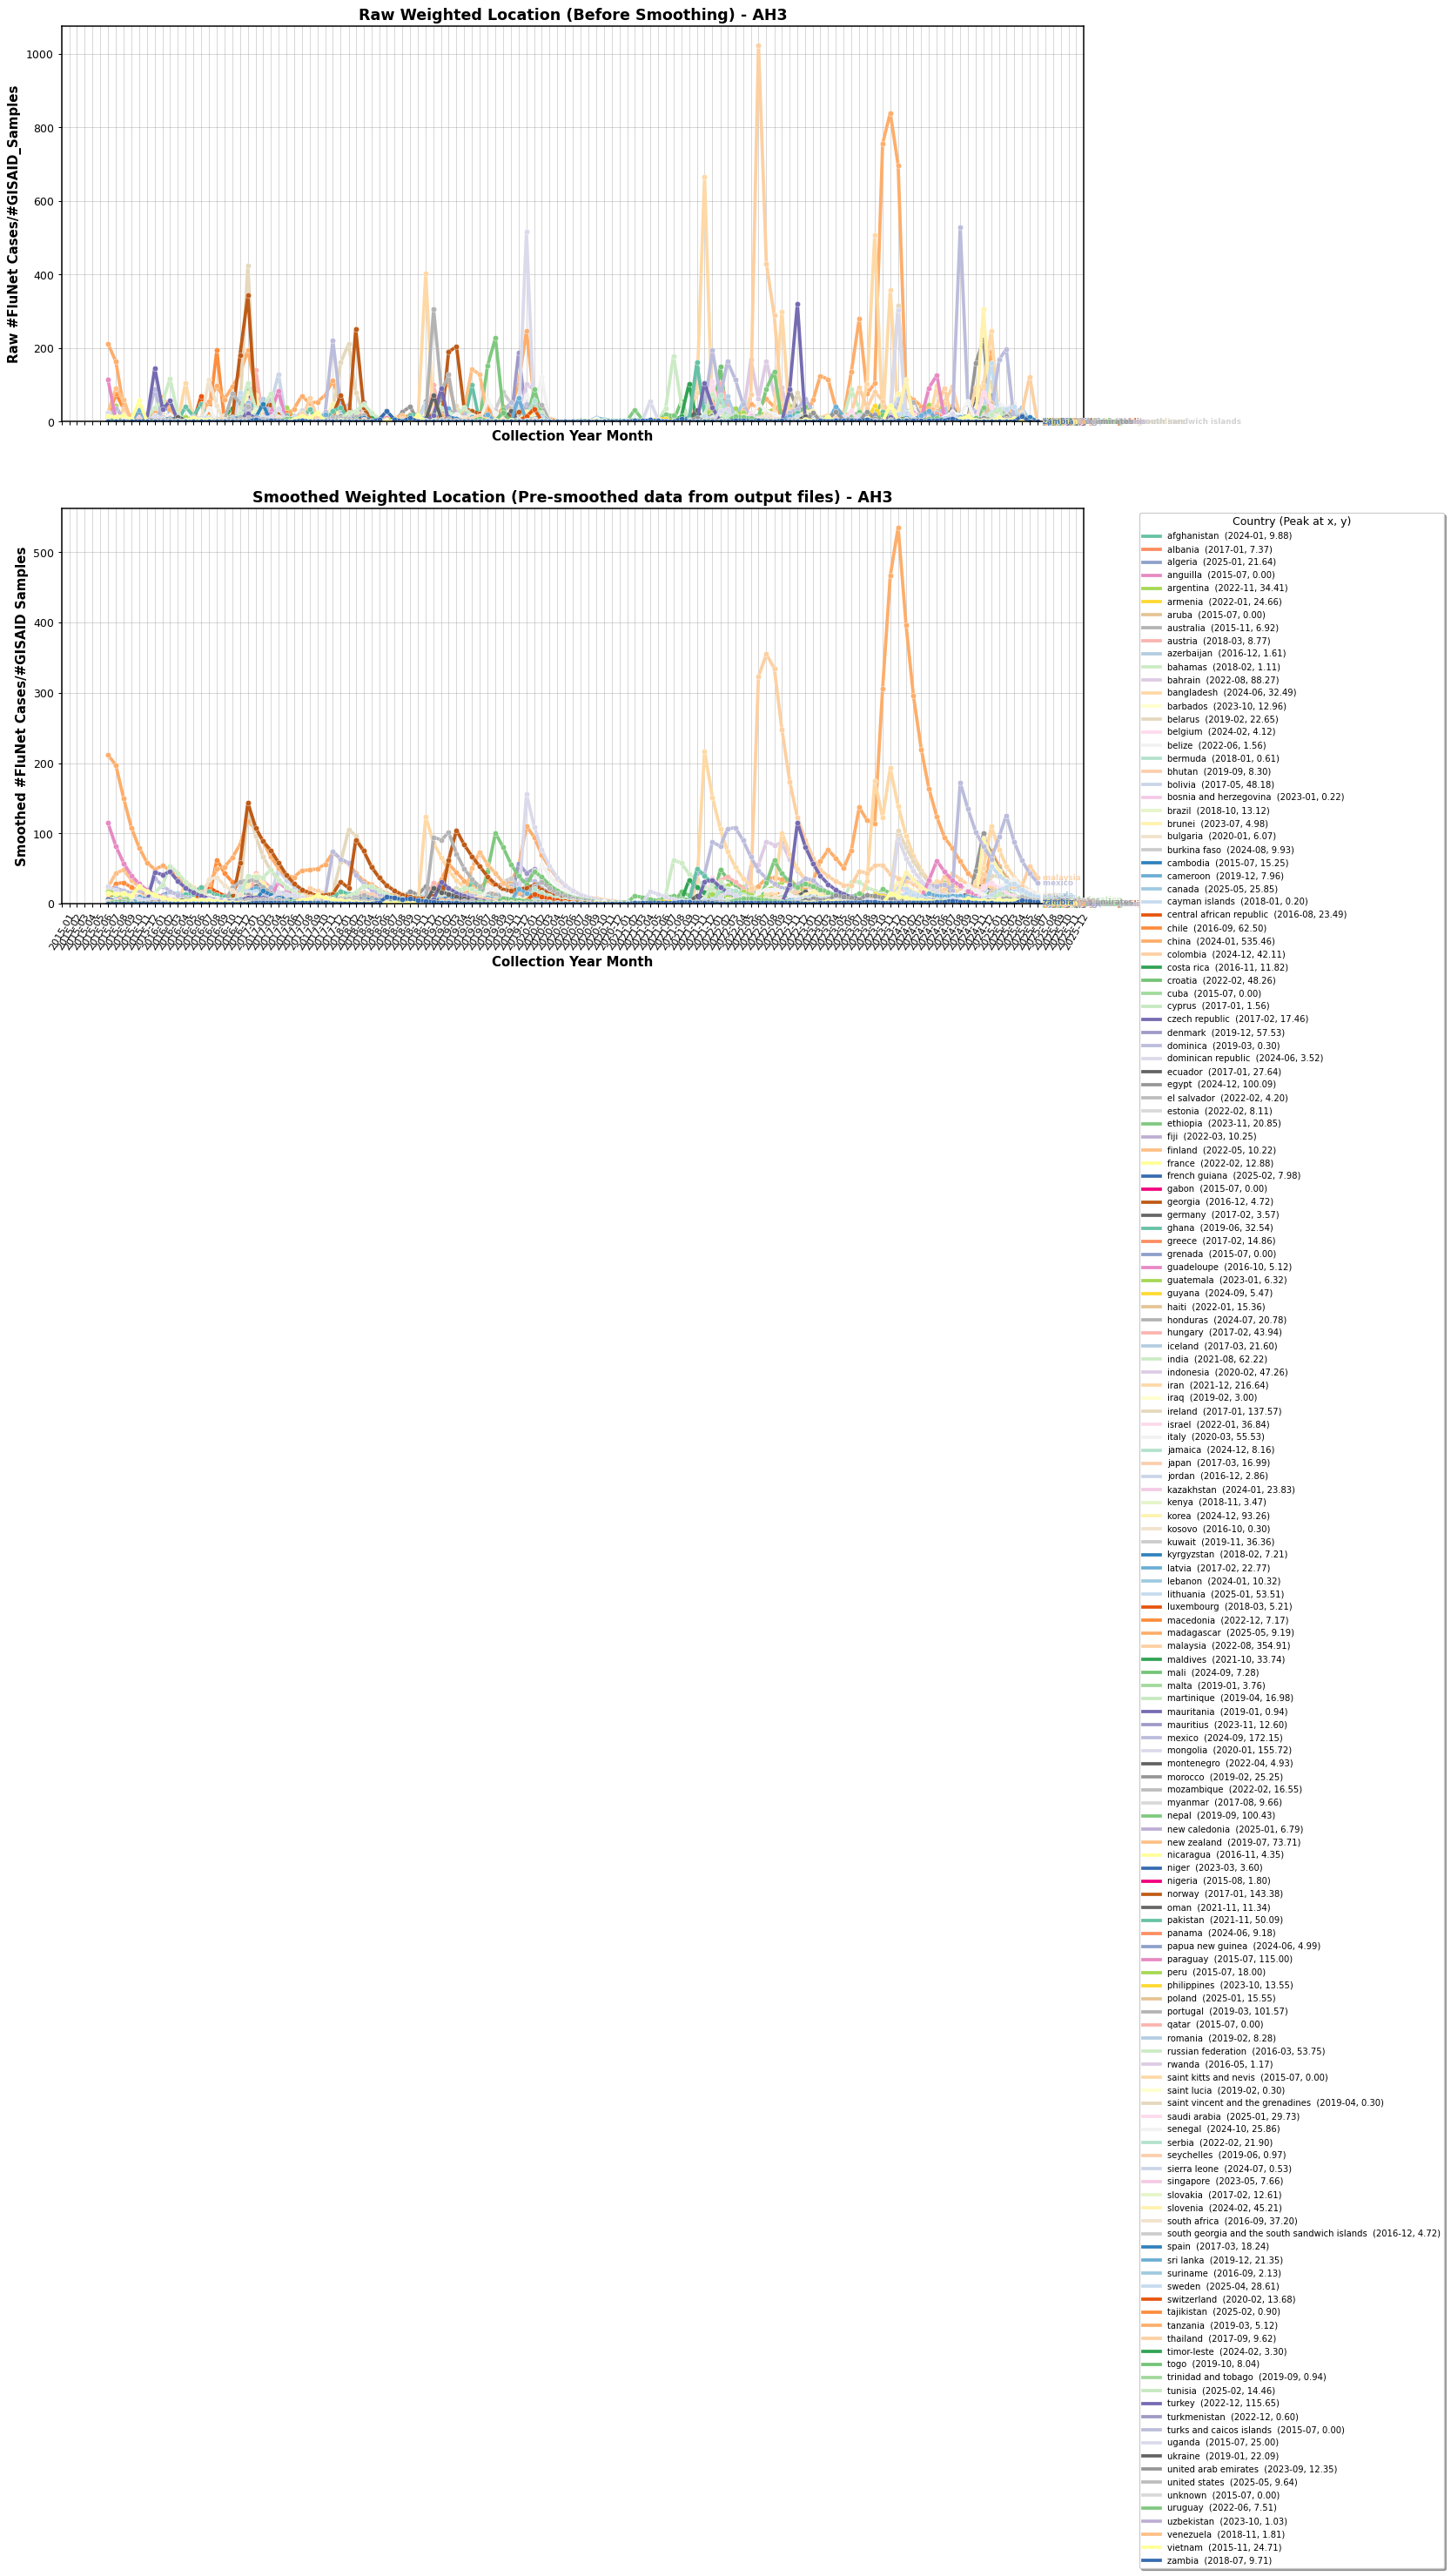 Raw Weighted Location (Before Smoothing) - AH3
Raw #FluNet Cases/#GISAID_Samples
1000
800
600
400
200
0
sandwich islands
Collection Year Month
Smoothed Weighted Location (Pre-smoothed data from output files) - AH3
Smoothed #FluNet Cases/#GISAID Samples
500
400
300
200
100
0
malaysia
mexico
2015-01
2025-12
Collection Year Month
Country (Peak at x, y)
afghanistan (2024-01, 9.88)
albania (2017-01, 7.37)
algeria (2025-01, 21.64)
anguilla (2015-07, 0.00)
argentina (2022-11, 34.41)
armenia (2022-01, 24.66)
aruba (2015-07, 0.00)
australia (2015-11, 6.92)
austria (2018-03, 8.77)
azerbaijan (2016-12, 1.61)
bahamas (2018-02, 1.11)
bahrain (2022-08, 88.27)
bangladesh (2024-06, 32.49)
barbados (2023-10, 12.96)
belarus (2019-02, 22.65)
belgium (2024-02, 4.12)
belize (2022-06, 1.56)
bermuda (2018-01, 0.61)
bhutan (2019-09, 8.30)
bolivia (2017-05, 48.18)
bosnia and herzegovina (2023-01, 0.22)
brazil (2018-10, 13.12)
brunei (2023-07, 4.98)
bulgaria (2020-01, 6.07)
burkina faso (2024-08, 9.93)
cambodia (2015-07, 15.25)
cameroon (2019-12, 7.96)
canada (2025-05, 25.85)
cayman islands (2018-01, 0.20)
central african republic (2016-08, 23.49)
chile (2016-09, 62.50)
china (2024-01, 535.46)
colombia (2024-12, 42.11)
costa rica (2016-11, 11.82)
croatia (2022-02, 48.26)
cuba (2015-07, 0.00)
cyprus (2017-01, 1.56)
czech republic (2017-02, 17.46)
denmark (2019-12, 57.53)
dominica (2019-03, 0.30)
dominican republic (2024-06, 3.52)
ecuador (2017-01, 27.64)
egypt (2024-12, 100.09)
el salvador (2022-02, 4.20)
estonia (2022-02, 8.11)
ethiopia (2023-11, 20.85)
fiji (2022-03, 10.25)
finland (2022-05, 10.22)
france (2022-02, 12.88)
french guiana (2025-02, 7.98)
gabon (2015-07, 0.00)
georgia (2016-12, 4.72)
germany (2017-02, 3.57)
ghana (2019-06, 32.54)
greece (2017-02, 14.86)
grenada (2015-07, 0.00)
guadeloupe (2016-10, 5.12)
guatemala (2023-01, 6.32)
guyana (2024-09, 5.47)
haiti (2022-01, 15.36)
honduras (2024-07, 20.78)
hungary (2017-02, 43.94)
iceland (2017-03, 21.60)
india (2021-08, 62.22)
indonesia (2020-02, 47.26)
iran (2021-12, 216.64)
iraq (2019-02, 3.00)
ireland (2017-01, 137.57)
israel (2022-01, 36.84)
italy (2020-03, 55.53)
jamaica (2024-12, 8.16)
japan (2017-03, 16.99)
jordan (2016-12, 2.86)
kazakhstan (2024-01, 23.83)
kenya (2018-11, 3.47)
korea (2024-12, 93.26)
kosovo (2016-10, 0.30)
kuwait (2019-11, 36.36)
kyrgyzstan (2018-02, 7.21)
latvia (2017-02, 22.77)
lebanon (2024-01, 10.32)
lithuania (2025-01, 53.51)
luxembourg (2018-03, 5.21)
macedonia (2022-12, 7.17)
madagascar (2025-05, 9.19)
malaysia (2022-08, 354.91)
maldives (2021-10, 33.74)
mali (2024-09, 7.28)
malta (2019-01, 3.76)
martinique (2019-04, 16.98)
mauritania (2019-01, 0.94)
mauritius (2023-11, 12.60)
mexico (2024-09, 172.15)
mongolia (2020-01, 155.72)
montenegro (2022-04, 4.93)
morocco (2019-02, 25.25)
mozambique (2022-02, 16.55)
myanmar (2017-08, 9.66)
nepal (2019-09, 100.43)
new caledonia (2025-01, 6.79)
new zealand (2019-07, 73.71)
nicaragua (2016-11, 4.35)
niger (2023-03, 3.60)
nigeria (2015-08, 1.80)
norway (2017-01, 143.38)
oman (2021-11, 11.34)
pakistan (2021-11, 50.09)
panama (2024-06, 9.18)
papua new guinea (2024-06, 4.99)
paraguay (2015-07, 115.00)
peru (2015-07, 18.00)
philippines (2023-10, 13.55)
poland (2025-01, 15.55)
portugal (2019-03, 101.57)
qatar (2015-07, 0.00)
romania (2019-02, 8.28)
russian federation (2016-03, 53.75)
rwanda (2016-05, 1.17)
saint kitts and nevis (2015-07, 0.00)
saint lucia (2019-02, 0.30)
saint vincent and the grenadines (2019-04, 0.30)
saudi arabia (2025-01, 29.73)
senegal (2024-10, 25.86)
serbia (2022-02, 21.90)
seychelles (2019-06, 0.97)
sierra leone (2024-07, 0.53)
singapore (2023-05, 7.66)
slovakia (2017-02, 12.61)
slovenia (2024-02, 45.21)
south africa (2016-09, 37.20)
south georgia and the south sandwich islands (2016-12, 4.72)
spain (2017-03, 18.24)
sri lanka (2019-12, 21.35)
suriname (2016-09, 2.13)
sweden (2025-04, 28.61)
switzerland (2020-02, 13.68)
tajikistan (2025-02, 0.90)
tanzania (2019-03, 5.12)
thailand (2017-09, 9.62)
timor-leste (2024-02, 3.30)
togo (2019-10, 8.04)
trinidad and tobago (2019-09, 0.94)
tunisia (2025-02, 14.46)
turkey (2022-12, 115.65)
turkmenistan (2022-12, 0.60)
turks and caicos islands (2015-07, 0.00)
uganda (2015-07, 25.00)
ukraine (2019-01, 22.09)
united arab emirates (2023-09, 12.35)
united states (2025-05, 9.64)
unknown (2015-07, 0.00)
uruguay (2022-06, 7.51)
uzbekistan (2023-10, 1.03)
venezuela (2018-11, 1.81)
vietnam (2015-11, 24.71)
zambia (2018-07, 9.71)